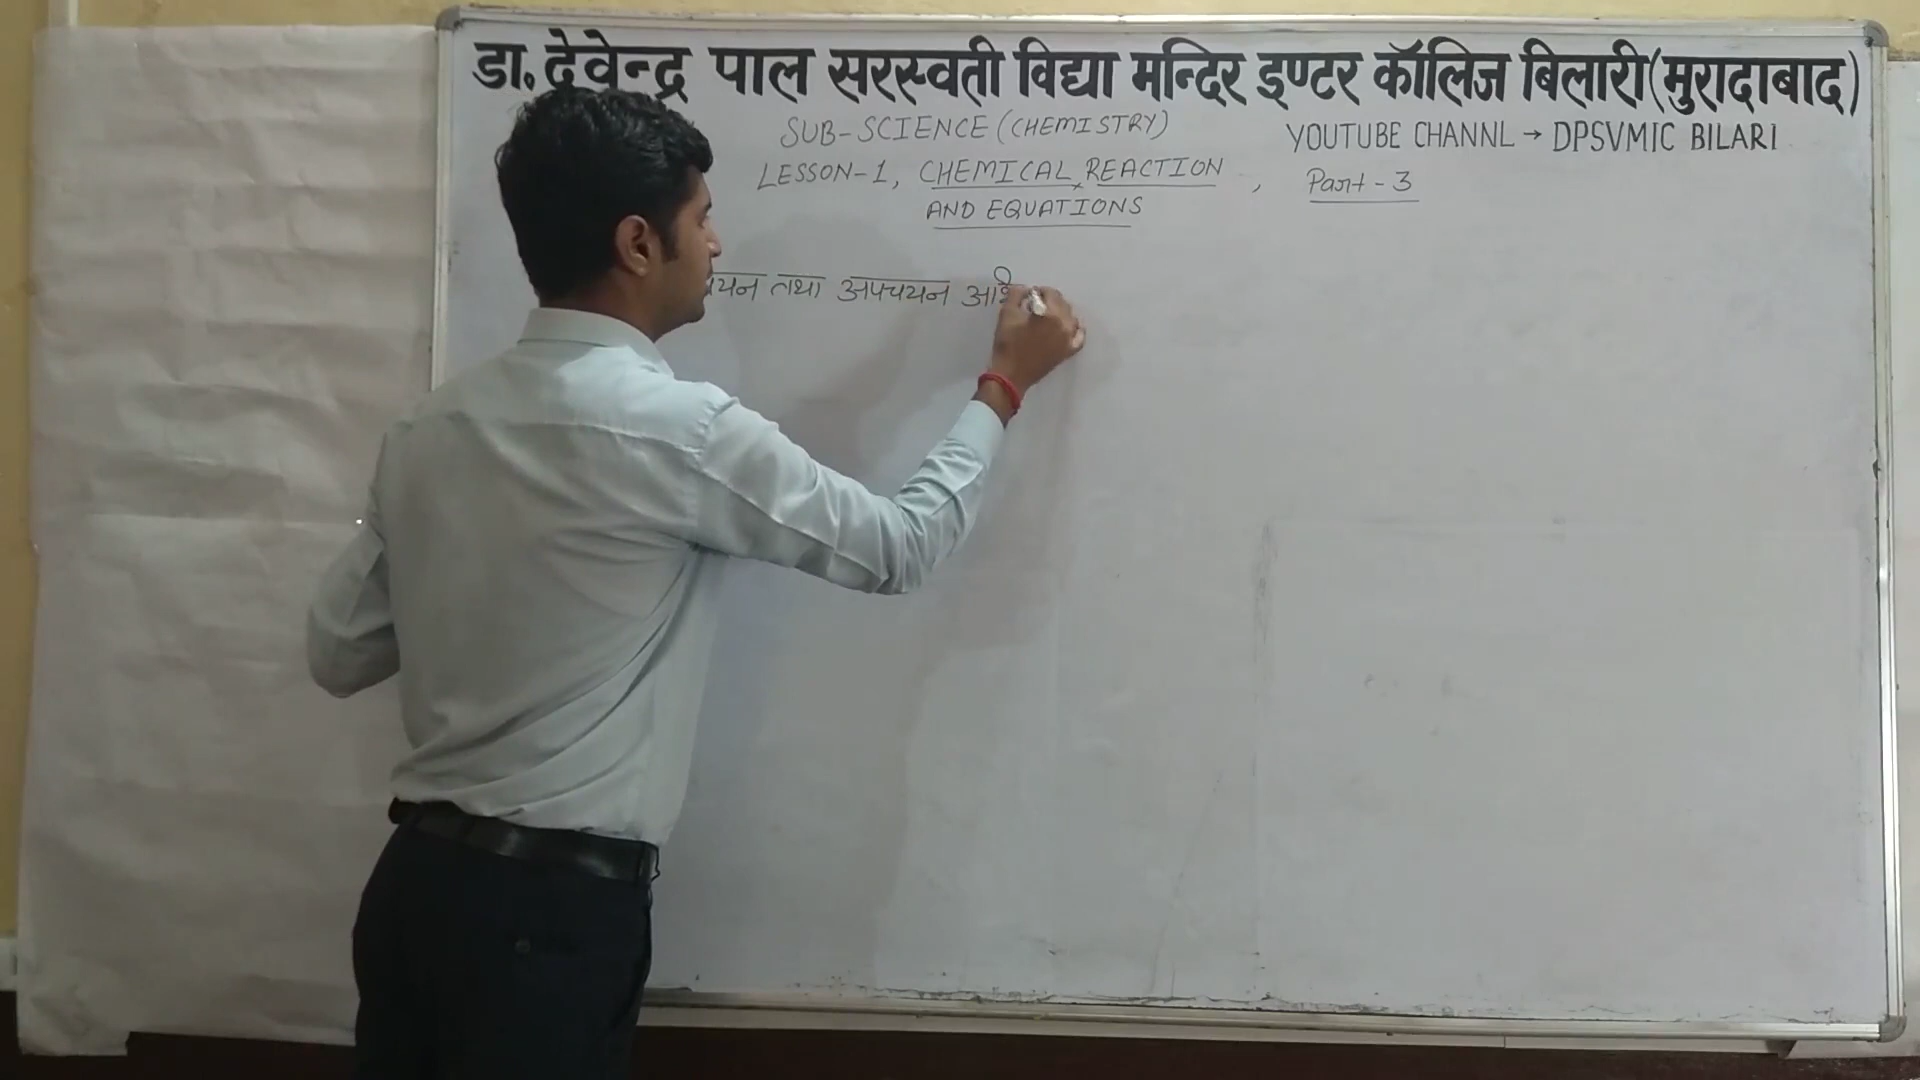 डा. देवेन्द्र पाल सरस्वती विद्या मन्दिर इण्टर कॉलिज बिलारी (मुरादाबाद)
SUB-SCIENCE (CHEMISTRY)
YOUTUBE CHANNL → DPSVMIC BILARI
LESSON-1, CHEMICAL REACTION , Part-3
AND EQUATIONS
तथा अपचयन